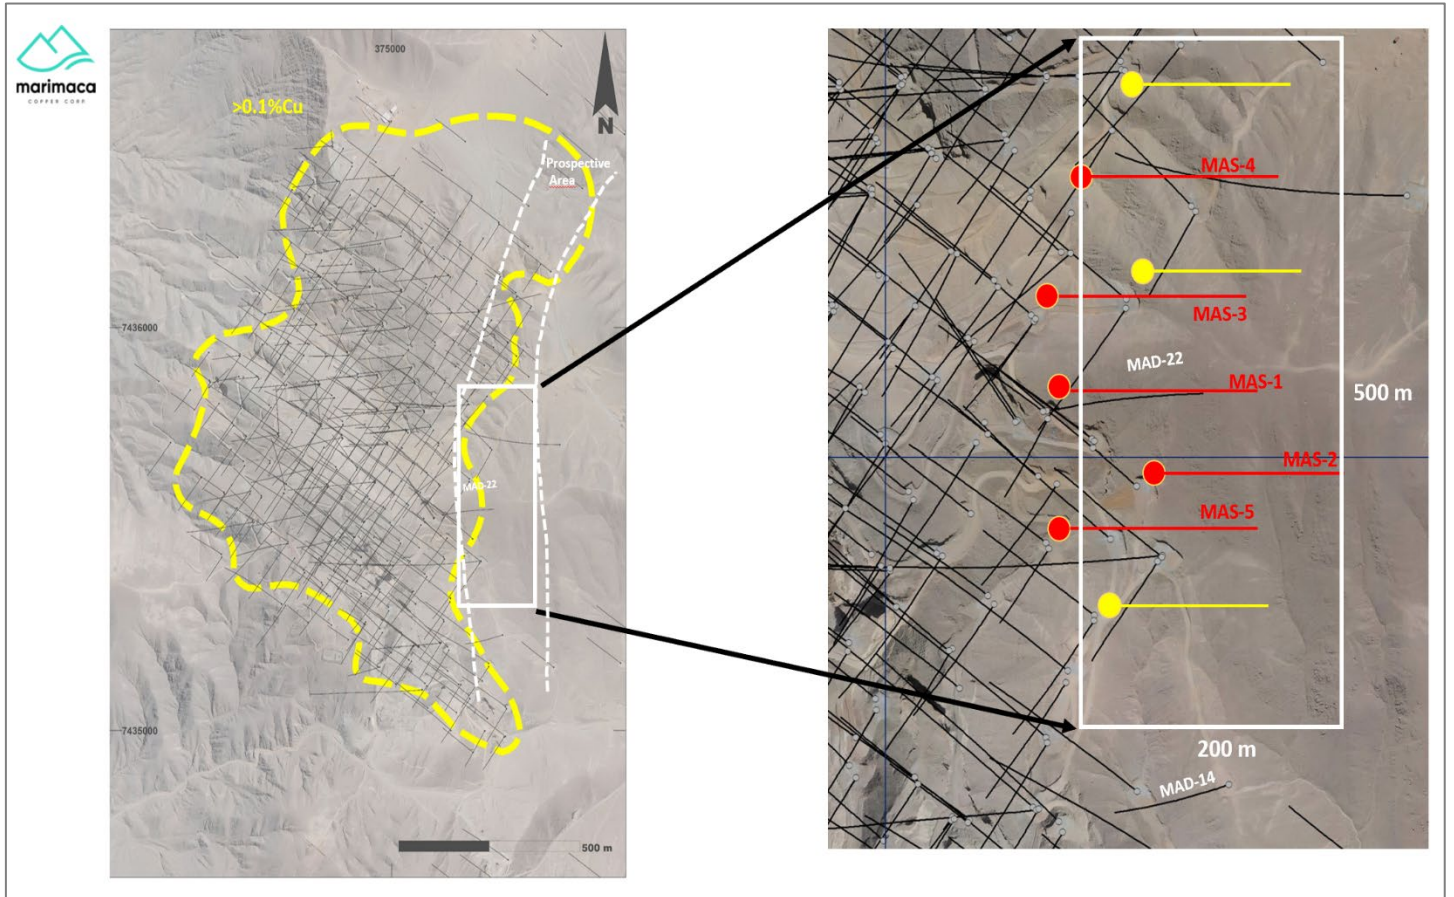 marimaca
COPPER CORP
375000
>0.1%Cu
N
Prospective
Area
7436000
MAD-22
7435000
500 m
MAS-4
MAS-3
MAD-22
MAS-1
500 m
MAS-2
MAS-5
200 m
MAD-14